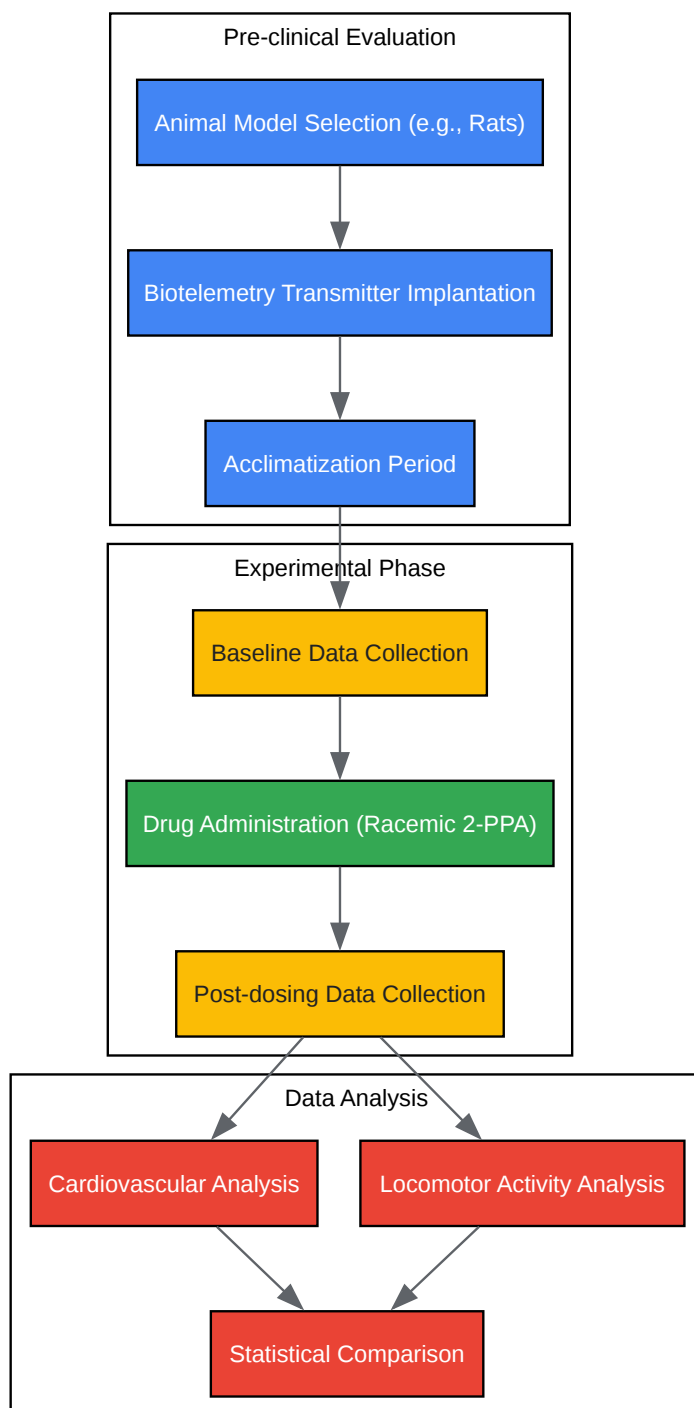 Pre-clinical Evaluation
Animal Model Selection (e.g., Rats)
Biotelemetry Transmitter Implantation
Acclimatization Period
Experimental Phase
Baseline Data Collection
Drug Administration (Racemic 2-PPA)
Post-dosing Data Collection
Data Analysis
Cardiovascular Analysis
Locomotor Activity Analysis
Statistical Comparison